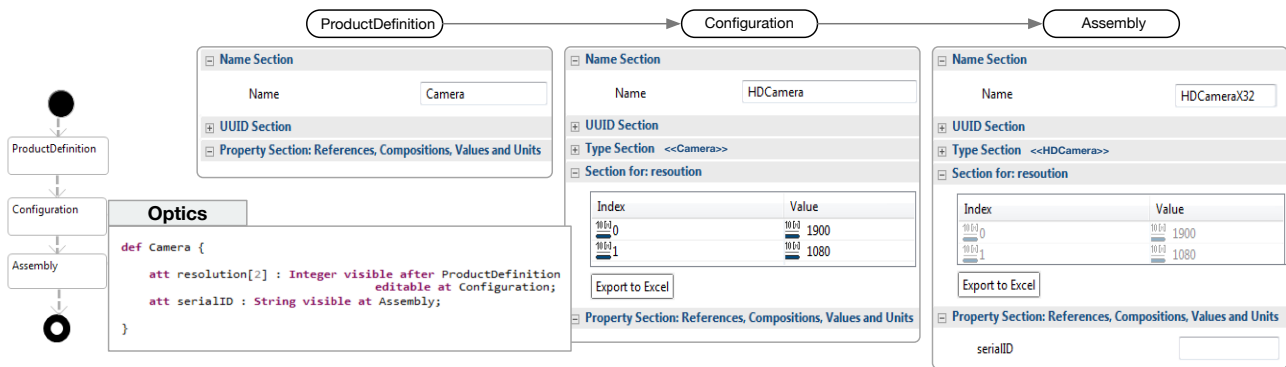 ProductDefinition
Configuration
Assembly
Name Section
Name
Camera
UUID Section
Property Section: References, Compositions, Values and Units
Name Section
Name
HDCamera
UUID Section
Type Section <<Camera>>
Section for: resoution
Index
Value
0
1900
1
1080
Export to Excel
Property Section: References, Compositions, Values and Units
Name Section
Name
HDCameraX32
UUID Section
Type Section <<HDCamera>>
Section for: resoution
Index
Value
0
1900
1
1080
Export to Excel
Property Section: References, Compositions, Values and Units
serialID
ProductDefinition
Configuration
Assembly
Optics
def Camera {
att resolution[2] : Integer visible after ProductDefinition
editable at Configuration;
att serialID : String visible at Assembly;
}